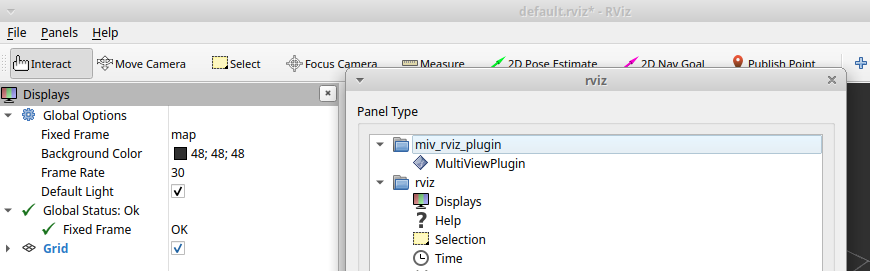 default.rviz* - RViz
File Panels Help
Interact Move Camera Select Focus Camera Measure 2D Pose Estimate 2D Nav Goal Publish Point
Displays
Global Options
Fixed Frame map
Background Color 48; 48; 48
Frame Rate 30
Default Light
Global Status: Ok
Fixed Frame OK
Grid
rviz
Panel Type
miv_rviz_plugin
MultiViewPlugin
rviz
Displays
Help
Selection
Time